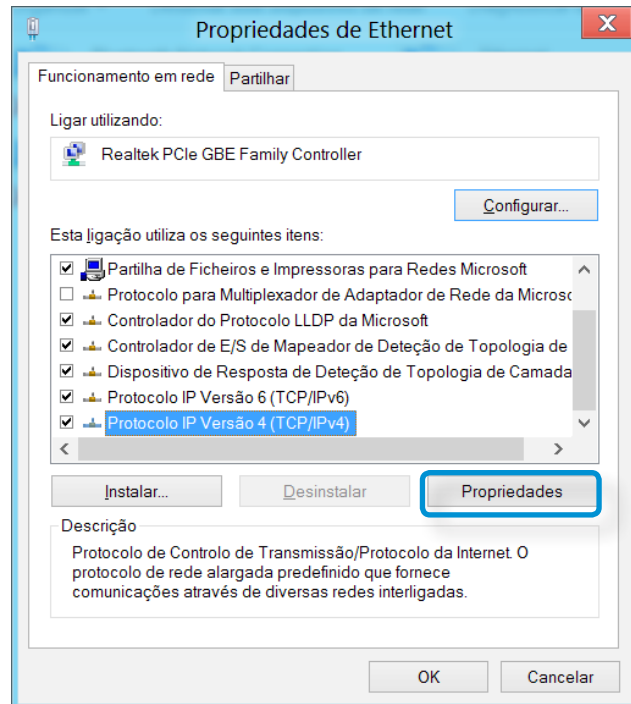 Propriedades de Ethernet
X
Funcionamento em rede
Partilhar
Ligar utilizando:
Realtek PCIe GBE Family Controller
Configurar...
Esta ligação utiliza os seguintes itens:
Partilha de Ficheiros e Impressoras para Redes Microsoft
Protocolo para Multiplexador de Adaptador de Rede da Microsc
Controlador do Protocolo LLDP da Microsoft
Controlador de E/S de Mapeador de Deteção de Topologia de
Dispositivo de Resposta de Deteção de Topologia de Camada
Protocolo IP Versão 6 (TCP/IPv6)
Protocolo IP Versão 4 (TCP/IPv4)
Instalar...
Desinstalar
Propriedades
Descrição
Protocolo de Controlo de Transmissão/Protocolo da Internet. O
protocolo de rede alargada predefinido que fornece
comunicações através de diversas redes interligadas.
OK
Cancelar